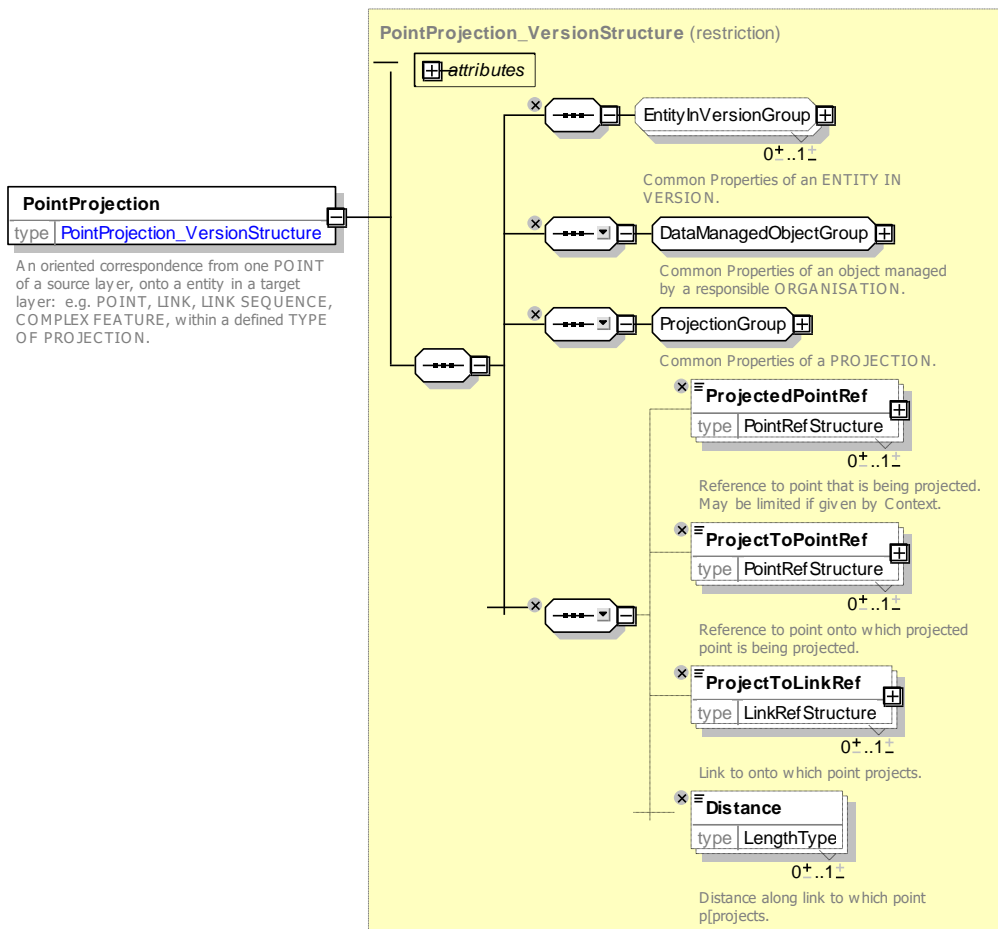 PointProjection_VersionStructure (restriction)
attributes
EntityInVersionGroup
0..1
Common Properties of an ENTITY IN
VERSION.
PointProjection
type PointProjection_VersionStructure
An oriented correspondence from one POINT
of a source layer, onto a entity in a target
layer: e.g. POINT, LINK, LINK SEQUENCE,
COMPLEX FEATURE, within a defined TYPE
OF PROJECTION.
DataManagedObjectGroup
Common Properties of an object managed
by a responsible ORGANISATION.
ProjectionGroup
Common Properties of a PROJECTION.
ProjectedPointRef
type PointRefStructure
0..1
Reference to point that is being projected.
May be limited if given by Context.
ProjectToPointRef
type PointRefStructure
0..1
Reference to point onto which projected
point is being projected.
ProjectToLinkRef
type LinkRefStructure
0..1
Link to onto which point projects.
Distance
type LengthType
0..1
Distance along link to which point
p[projects.